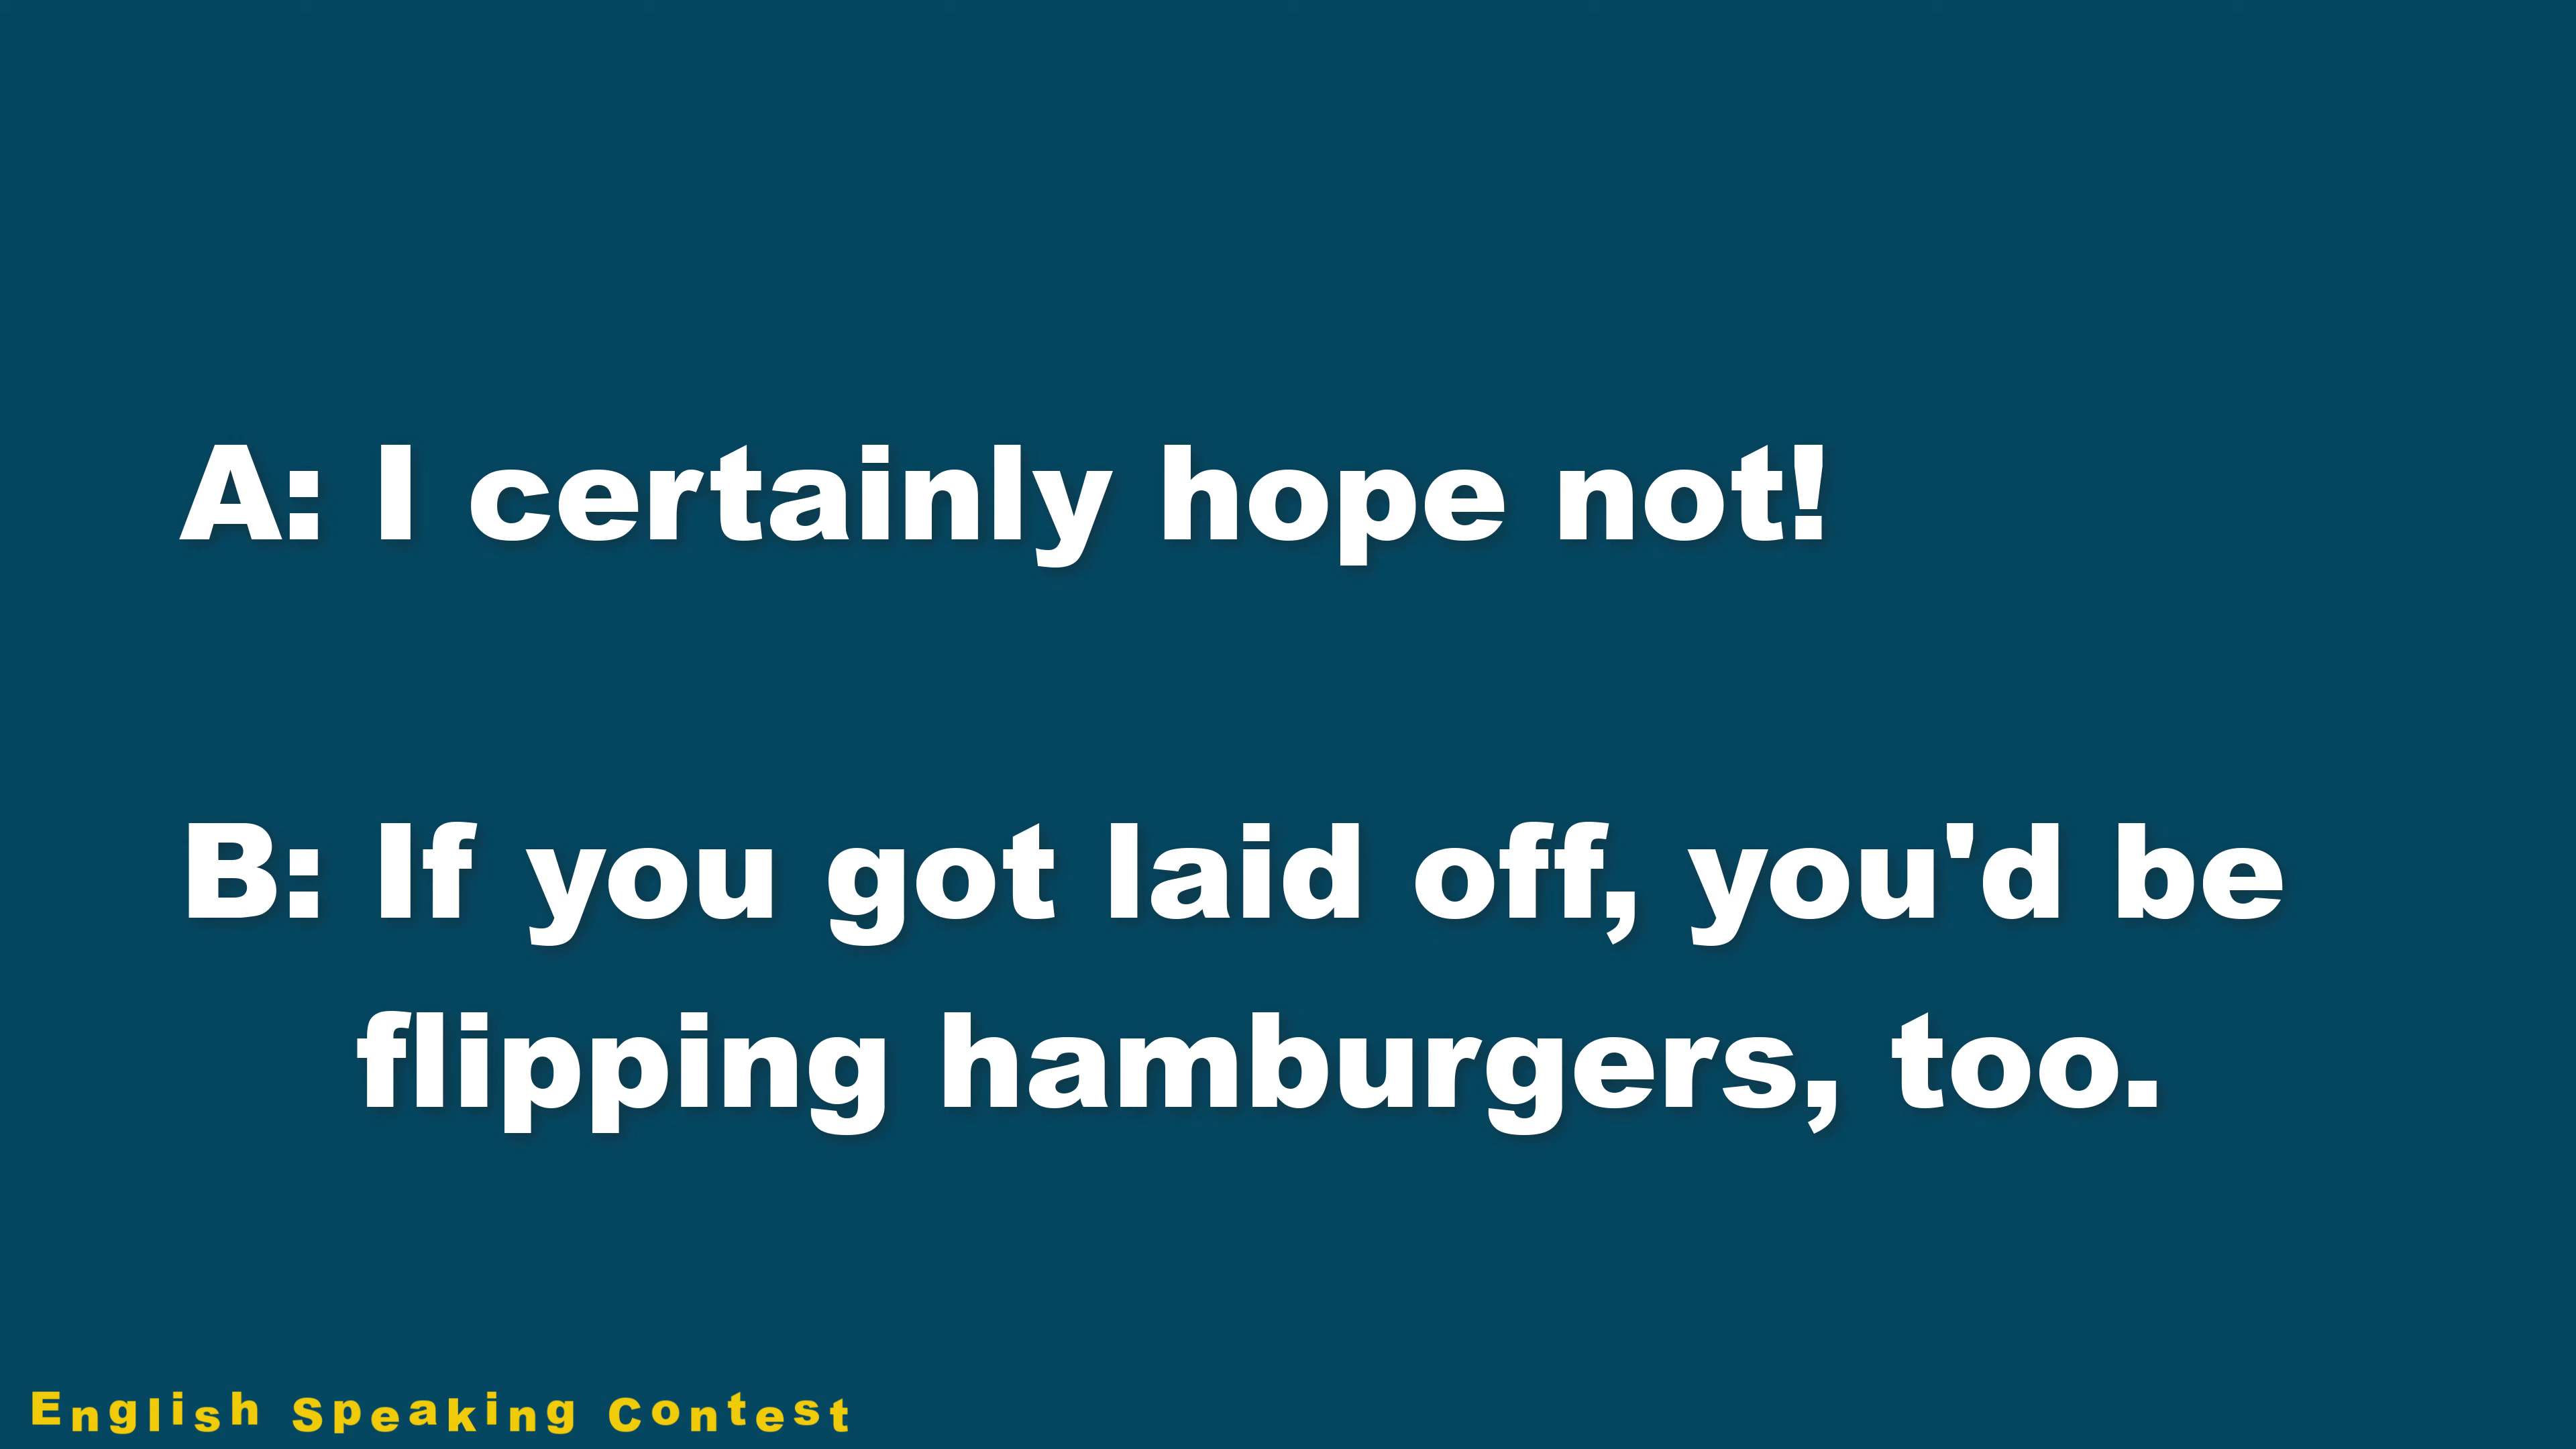 A: I certainly hope not!
B: If you got laid off, you'd be
flipping hamburgers, too.
English Speaking Contest